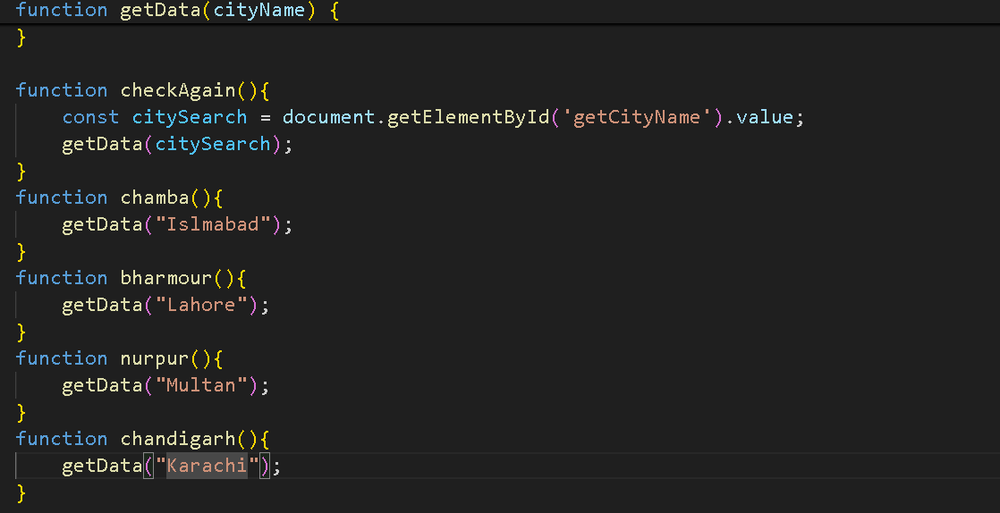 function getData(cityName) {
}
function checkAgain(){
    const citySearch = document.getElementById('getCityName').value;
    getData(citySearch);
}
function chamba(){
    getData("Islmabad");
}
function bharmour(){
    getData("Lahore");
}
function nurpur(){
    getData("Multan");
}
function chandigarh(){
    getData("Karachi");
}